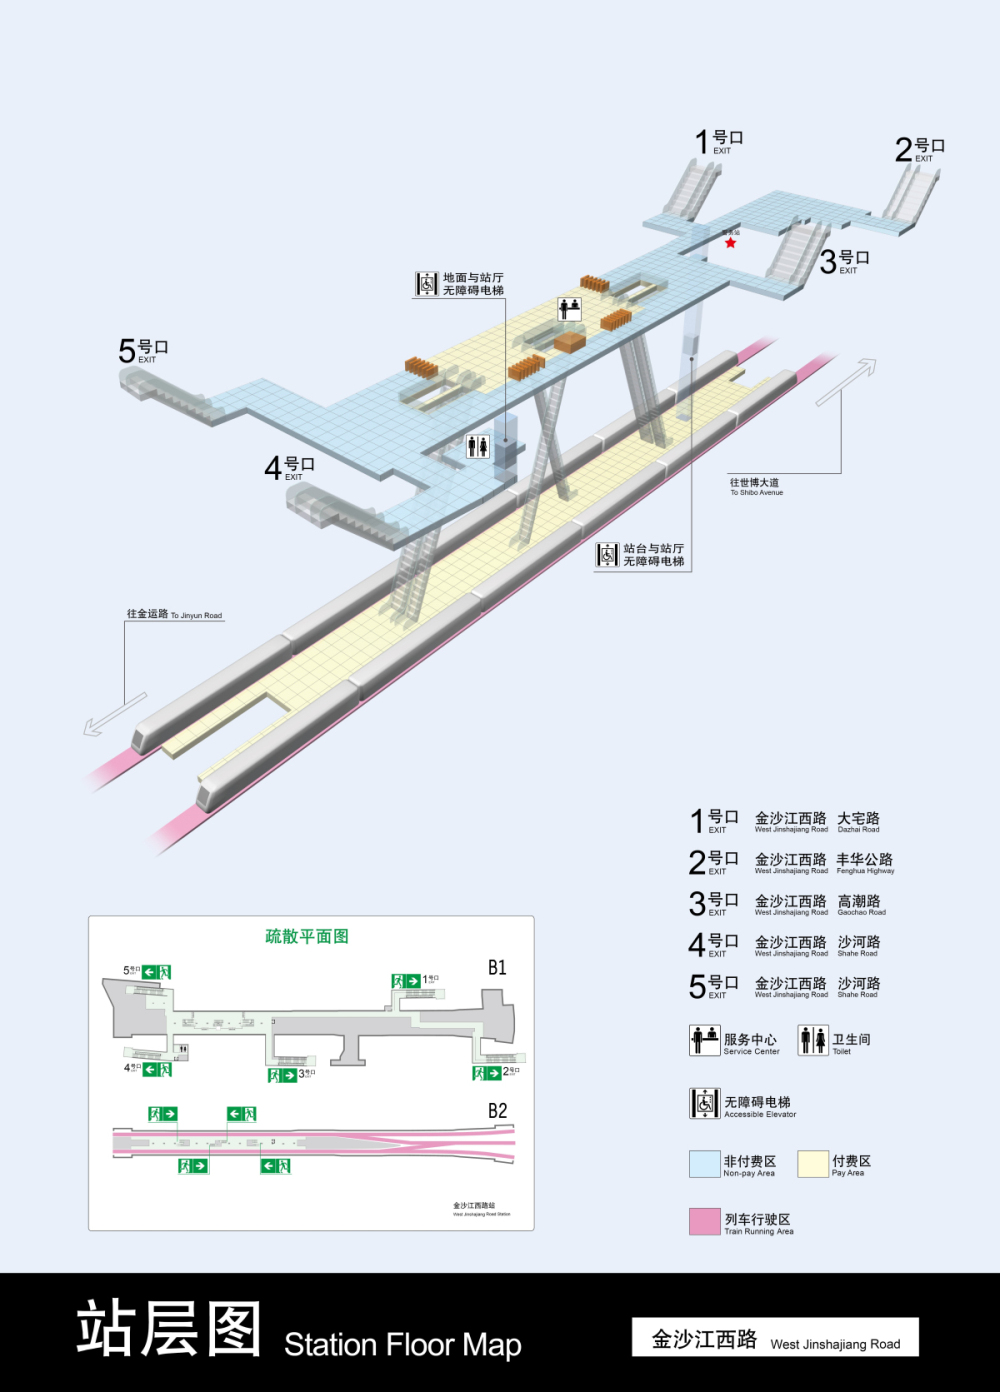 1号口
EXIT
2号口
EXIT
3号口
EXIT
地面与站厅
无障碍电梯
5号口
EXIT
4号口
EXIT
往世博大道
To Shibo Avenue
站台与站厅
无障碍电梯
往金运路 To Jinyun Road
1号口 金沙江西路 大宅路
EXIT West Jinshajiang Road Dazhai Road
2号口 金沙江西路 丰华公路
EXIT West Jinshajiang Road Fenghua Highway
3号口 金沙江西路 高潮路
EXIT West Jinshajiang Road Gaochao Road
4号口 金沙江西路 沙河路
EXIT West Jinshajiang Road Shahe Road
5号口 金沙江西路 沙河路
EXIT West Jinshajiang Road Shahe Road
服务中心 卫生间
Service Center Toilet
无障碍电梯
Accessible Elevator
非付费区 付费区
Non-pay Area Pay Area
列车行驶区
Train Running Area
疏散平面图
5号口
1号口
B1
4号口
3号口
2号口
B2
金沙江西路站
West Jinshajiang Road Station
站层图 Station Floor Map
金沙江西路 West Jinshajiang Road